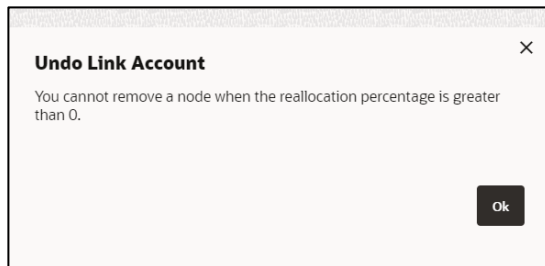 Undo Link Account
You cannot remove a node when the reallocation percentage is greater
than 0.
Ok